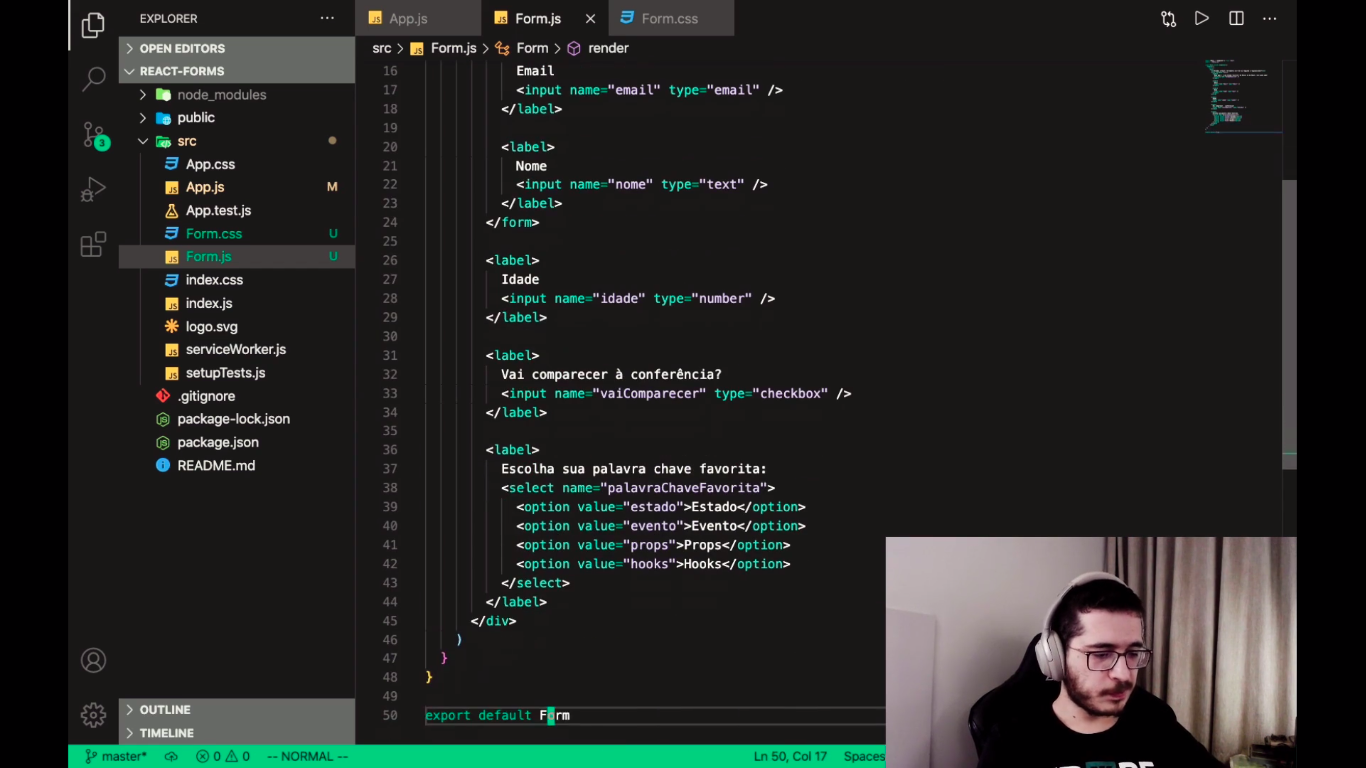 EXPLORER
OPEN EDITORS
REACT-FORMS
node_modules
public
src
App.css
App.js M
App.test.js
Form.css U
Form.js U
index.css
index.js
logo.svg
serviceWorker.js
setupTests.js
.gitignore
package-lock.json
package.json
README.md
OUTLINE
TIMELINE
3
App.js
Form.js
Form.css
src > Form.js > Form > render
16 Email
17 <input name="email" type="email" />
18 </label>
19
20 <label>
21 Nome
22 <input name="nome" type="text" />
23 </label>
24 </form>
25
26 <label>
27 Idade
28 <input name="idade" type="number" />
29 </label>
30
31 <label>
32 Vai comparecer à conferência?
33 <input name="vaiComparecer" type="checkbox" />
34 </label>
35
36 <label>
37 Escolha sua palavra chave favorita:
38 <select name="palavraChaveFavorita">
39 <option value="estado">Estado</option>
40 <option value="evento">Evento</option>
41 <option value="props">Props</option>
42 <option value="hooks">Hooks</option>
43 </select>
44 </label>
45 </div>
46 )
47 }
48 }
49
50 export default Form
master* 0 0 -- NORMAL -- Ln 50, Col 17 Spaces